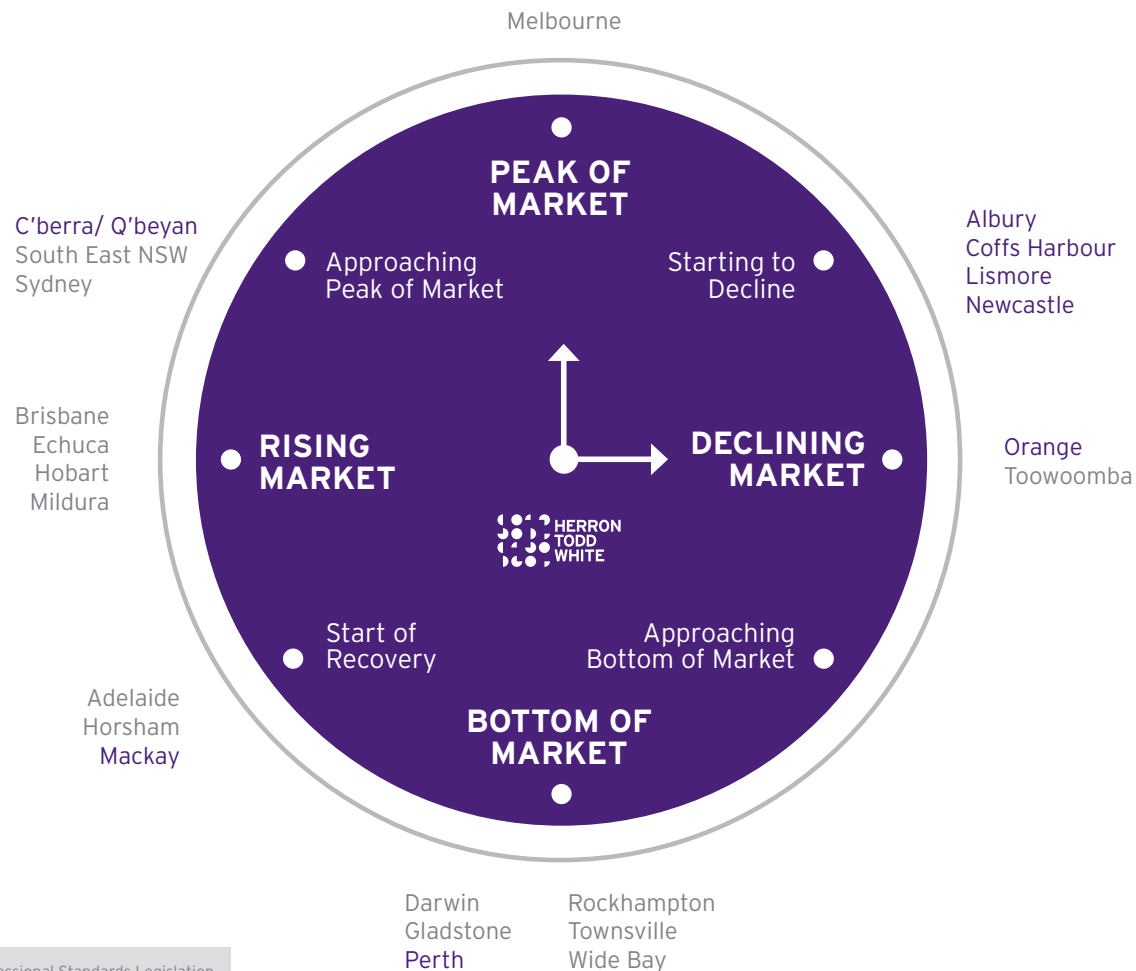 Melbourne
PEAK OF
MARKET
C'berra/ Q'beyan
South East NSW
Sydney
Approaching
Peak of Market
Starting to
Decline
Albury
Coffs Harbour
Lismore
Newcastle
Brisbane
Echuca
Hobart
Mildura
RISING
MARKET
DECLINING
MARKET
Orange
Toowoomba
HERRON
TODD
WHITE
Start of
Recovery
Approaching
Bottom of Market
Adelaide
Horsham
Mackay
BOTTOM OF
MARKET
Darwin
Gladstone
Perth
Rockhampton
Townsville
Wide Bay
Standards Legislation